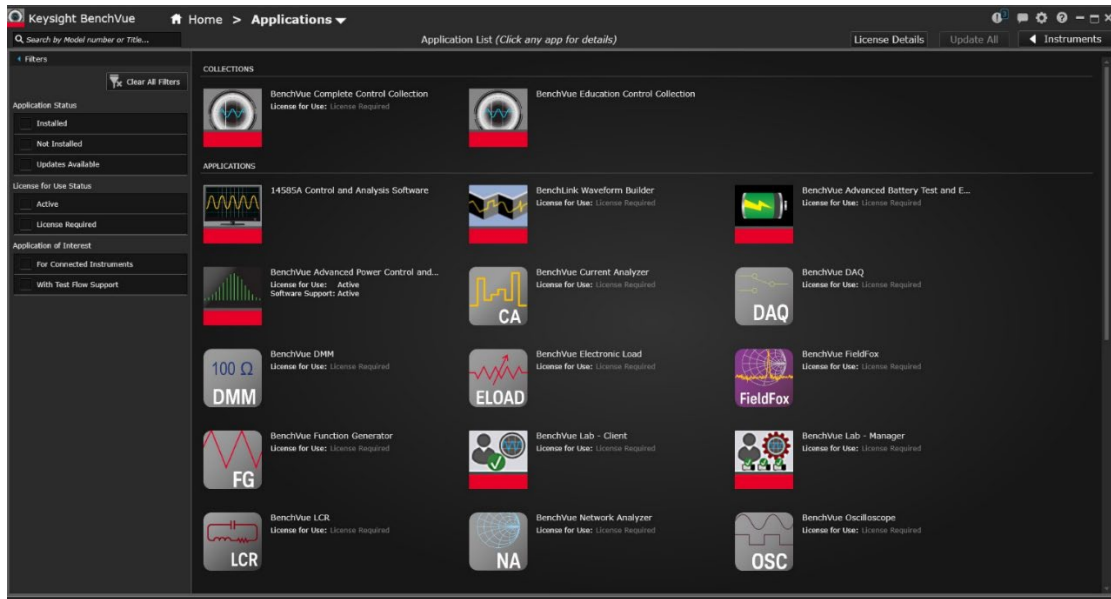 Keysight BenchVue
Home > Applications
Search by Model number or Title...
Application List (Click any app for details)
License Details
Update All
Instruments
Filters
Clear All Filters
Application Status
Installed
Not Installed
Updates Available
License for Use Status
Active
License Required
Application of Interest
For Connected Instruments
With Test Flow Support
COLLECTIONS
BenchVue Complete Control Collection
License for Use: License Required
BenchVue Education Control Collection
APPLICATIONS
14585A Control and Analysis Software
BenchLink Waveform Builder
License for Use: License Required
BenchVue Advanced Battery Test and E...
License for Use: License Required
BenchVue Advanced Power Control and...
License for Use: Active
Software Support: Active
CA
BenchVue Current Analyzer
License for Use: License Required
DAQ
BenchVue DAQ
License for Use: License Required
100 Ω
DMM
BenchVue DMM
License for Use: License Required
ELOAD
BenchVue Electronic Load
License for Use: License Required
FieldFox
BenchVue FieldFox
License for Use: License Required
FG
BenchVue Function Generator
License for Use: License Required
BenchVue Lab - Client
License for Use: License Required
BenchVue Lab - Manager
License for Use: License Required
LCR
BenchVue LCR
License for Use: License Required
NA
BenchVue Network Analyzer
License for Use: License Required
OSC
BenchVue Oscilloscope
License for Use: License Required